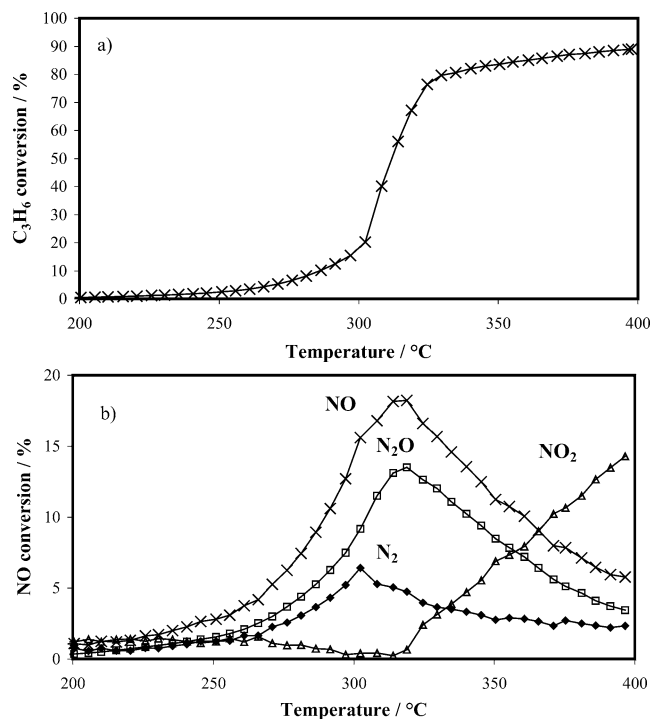 a)
C₃H₆ conversion / %
100
90
80
70
60
50
40
30
20
10
0
200
250
300
350
400
Temperature / °C
b)
NO conversion / %
20
15
10
5
0
NO
N₂O
N₂
NO₂
200
250
300
350
400
Temperature / °C